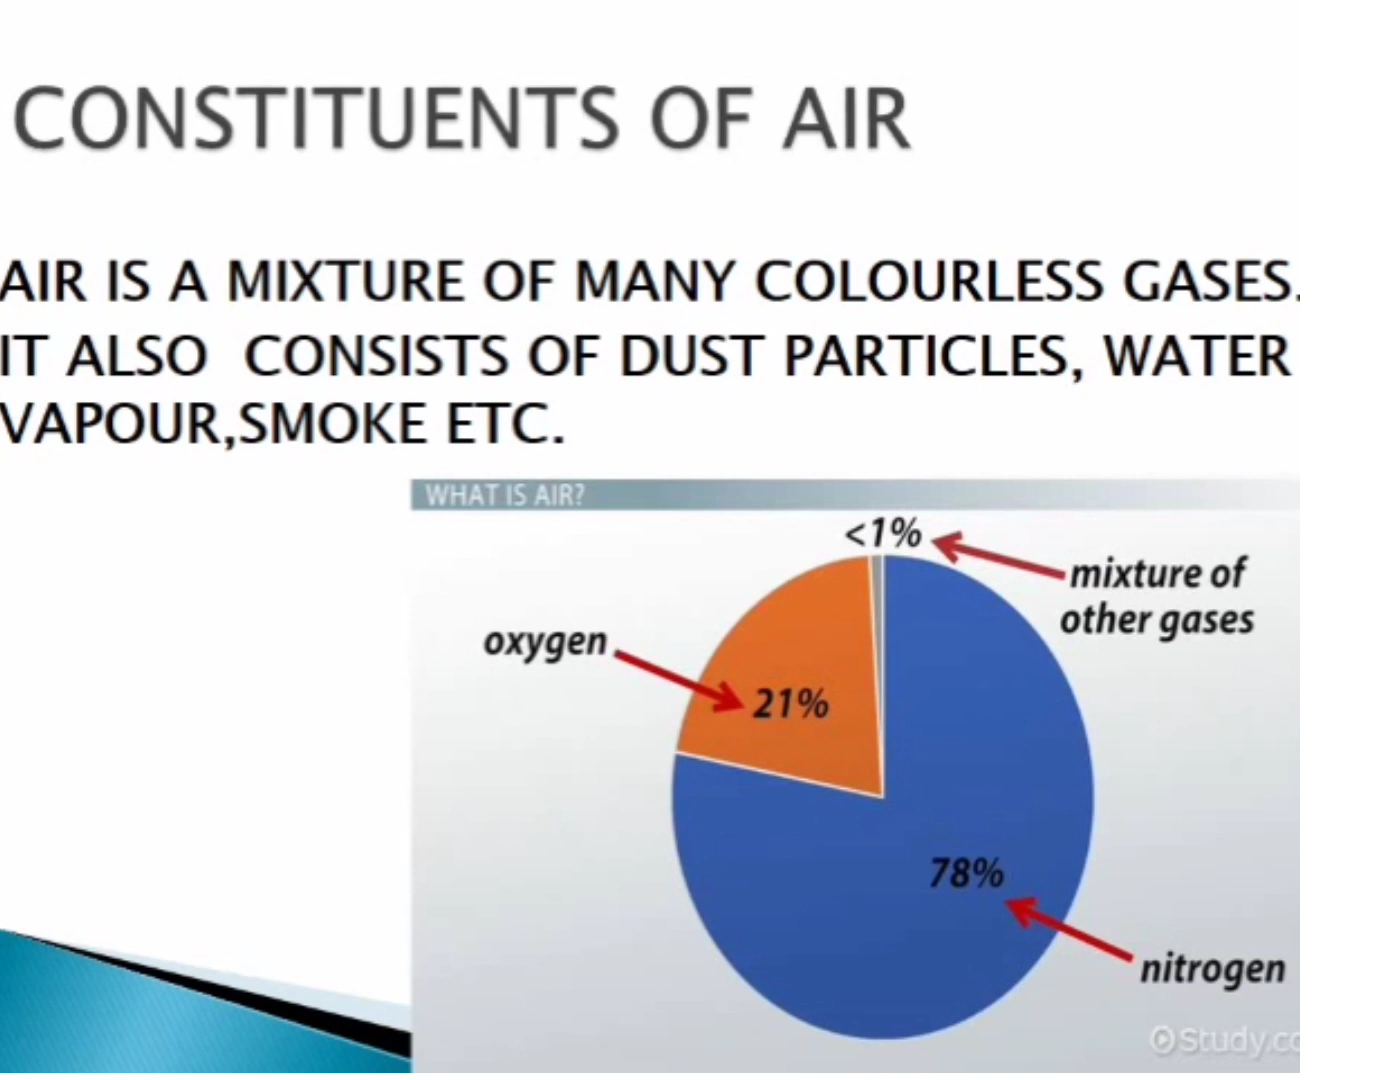 CONSTITUENTS OF AIR
AIR IS A MIXTURE OF MANY COLOURLESS GASES.
IT ALSO CONSISTS OF DUST PARTICLES, WATER
VAPOUR,SMOKE ETC.
WHAT IS AIR?
<1%
mixture of
other gases
oxygen
21%
78%
nitrogen
Study.co